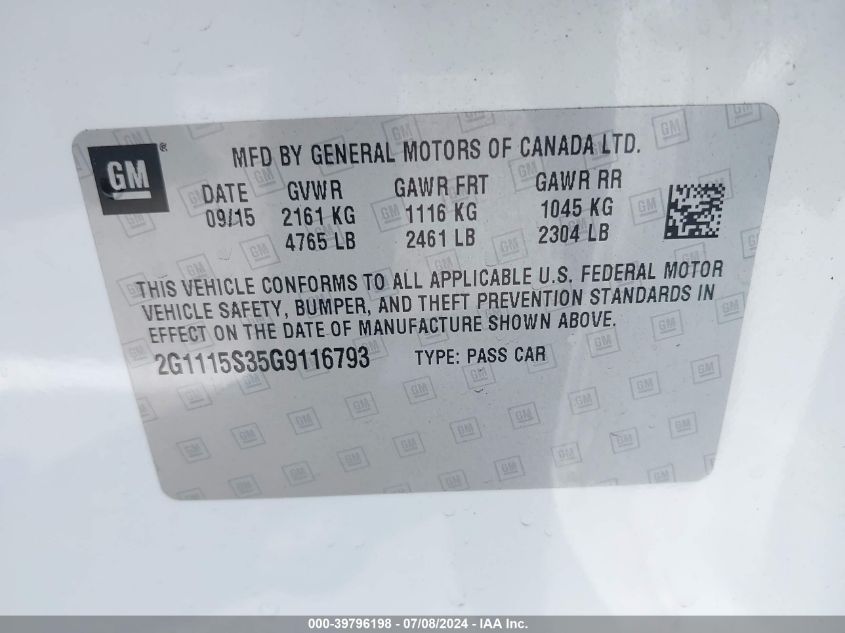 GM ®
MFD BY GENERAL MOTORS OF CANADA LTD.
DATE GVWR GAWR FRT GAWR RR
09/15 2161 KG 1116 KG 1045 KG
4765 LB 2461 LB 2304 LB
THIS VEHICLE CONFORMS TO ALL APPLICABLE U.S. FEDERAL MOTOR
VEHICLE SAFETY, BUMPER, AND THEFT PREVENTION STANDARDS IN
EFFECT ON THE DATE OF MANUFACTURE SHOWN ABOVE.
2G1115S35G9116793 TYPE: PASS CAR
000-39796198 - 07/08/2024 - IAA Inc.